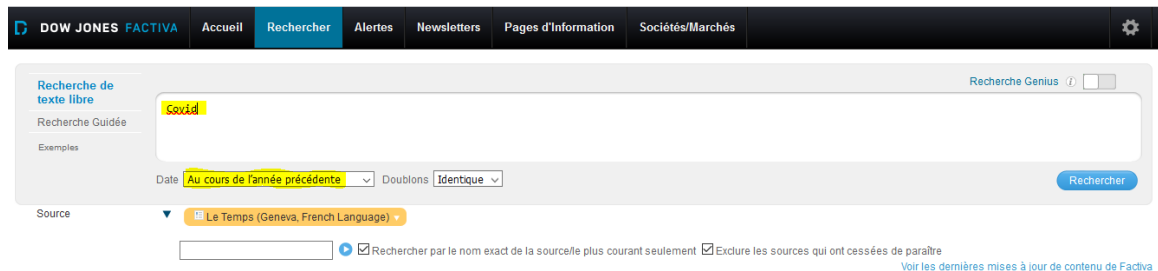 DOW JONES FACTIVA Accueil Rechercher Alertes Newsletters Pages d'Information Sociétés/Marchés
Recherche Genius i
Recherche de
texte libre
Covid
Recherche Guidée
Exemples
Date Au cours de l'année précédente Doublons Identique Rechercher
Source Le Temps (Geneva, French Language)
Rechercher par le nom exact de la source/le plus courant seulement Exclure les sources qui ont cessées de paraître
Voir les dernières mises à jour de contenu de Factiva